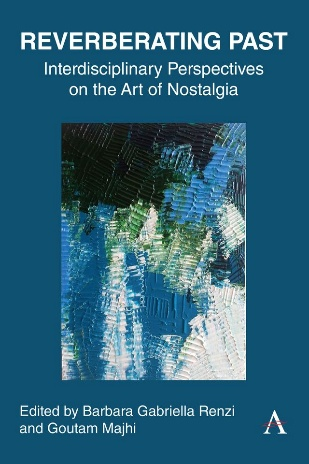 REVERBERATING PAST
Interdisciplinary Perspectives
on the Art of Nostalgia
Edited by Barbara Gabriella Renzi
and Goutam Majhi
A